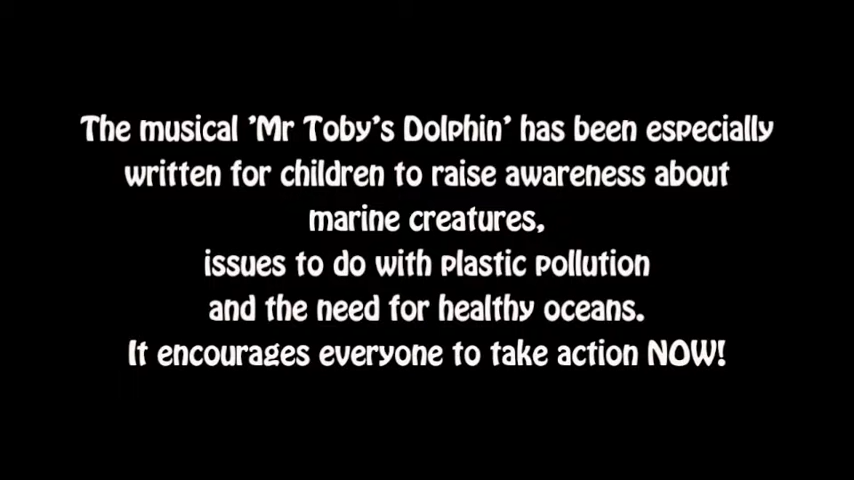 The musical 'Mr Toby's Dolphin' has been especially
written for children to raise awareness about
marine creatures,
issues to do with plastic pollution
and the need for healthy oceans.
It encourages everyone to take action NOW!